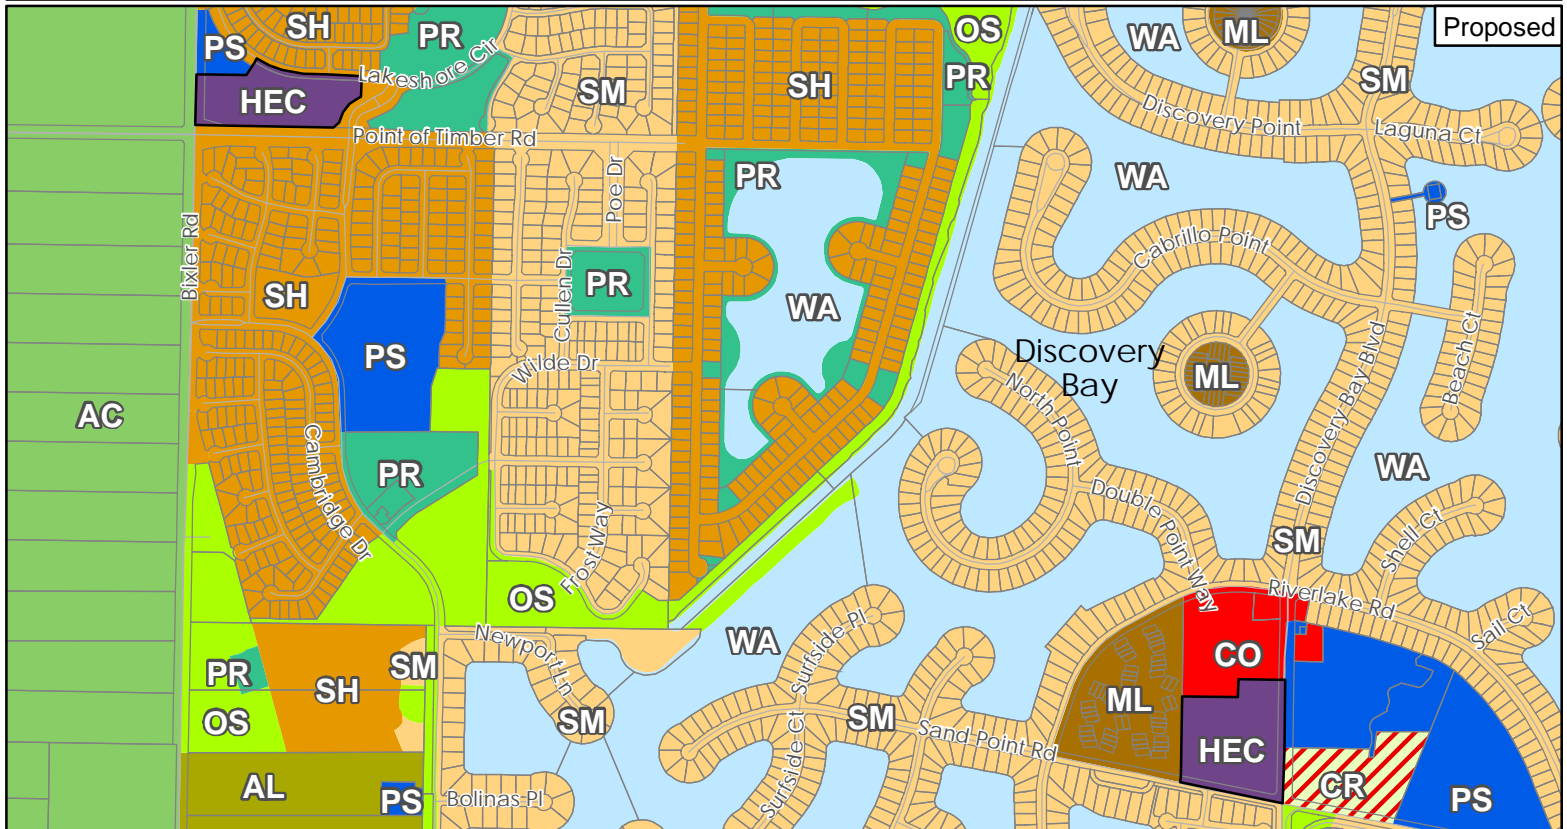 Proposed
SH
PR
PS
OS
WA
ML
Lakeshore Cir
HEC
SM
SH
PR
SM
Discovery Point
Laguna Ct
Point of Timber Rd
PR
WA
Poe Dr
PS
Bixler Rd
Cabrillo Point
Cullen Dr
PR
SH
WA
PS
Wilde Dr
Discovery
Bay
ML
Beach Ct
North Point
Discovery Bay Blvd
AC
Cambridge Dr
PR
WA
Double Point Way
Frost Way
SM
Shell Ct
OS
Riverlake Rd
Newport Ln
WA
Surfside Pl
Sail Ct
PR
SM
CO
SH
ML
OS
SM
SM
Surfside Ct
Sand Point Rd
HEC
AL
PS
Bolinas Pl
CR
PS